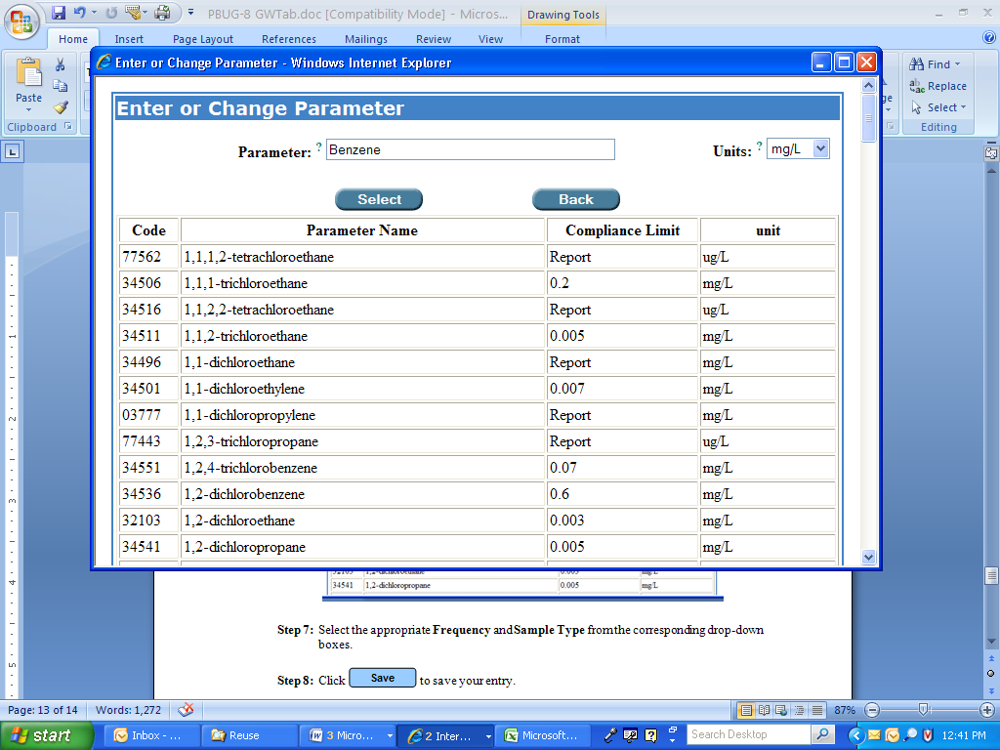 PBUG-8 GWTab.doc [Compatibility Mode] - Micros...
Drawing Tools
Home Insert Page Layout References Mailings Review View Format
Enter or Change Parameter - Windows Internet Explorer
Paste
Clipboard
Find
Replace
Select
Editing
Enter or Change Parameter
Parameter: ? Benzene Units: ? mg/L
Select Back
Code Parameter Name Compliance Limit unit
77562 1,1,1,2-tetrachloroethane Report ug/L
34506 1,1,1-trichloroethane 0.2 mg/L
34516 1,1,2,2-tetrachloroethane Report ug/L
34511 1,1,2-trichloroethane 0.005 mg/L
34496 1,1-dichloroethane Report mg/L
34501 1,1-dichloroethylene 0.007 mg/L
03777 1,1-dichloropropylene Report mg/L
77443 1,2,3-trichloropropane Report ug/L
34551 1,2,4-trichlorobenzene 0.07 mg/L
34536 1,2-dichlorobenzene 0.6 mg/L
32103 1,2-dichloroethane 0.003 mg/L
34541 1,2-dichloropropane 0.005 mg/L
34541 1,2-dichloropropane 0.005 mg/L
Step 7: Select the appropriate Frequency and Sample Type from the corresponding drop-down
boxes.
Step 8: Click Save to save your entry.
Page: 13 of 14 Words: 1,272 87%
start Inbox - ... Reuse 3 Micro... 2 Inter... Microsoft... Search Desktop 12:41 PM